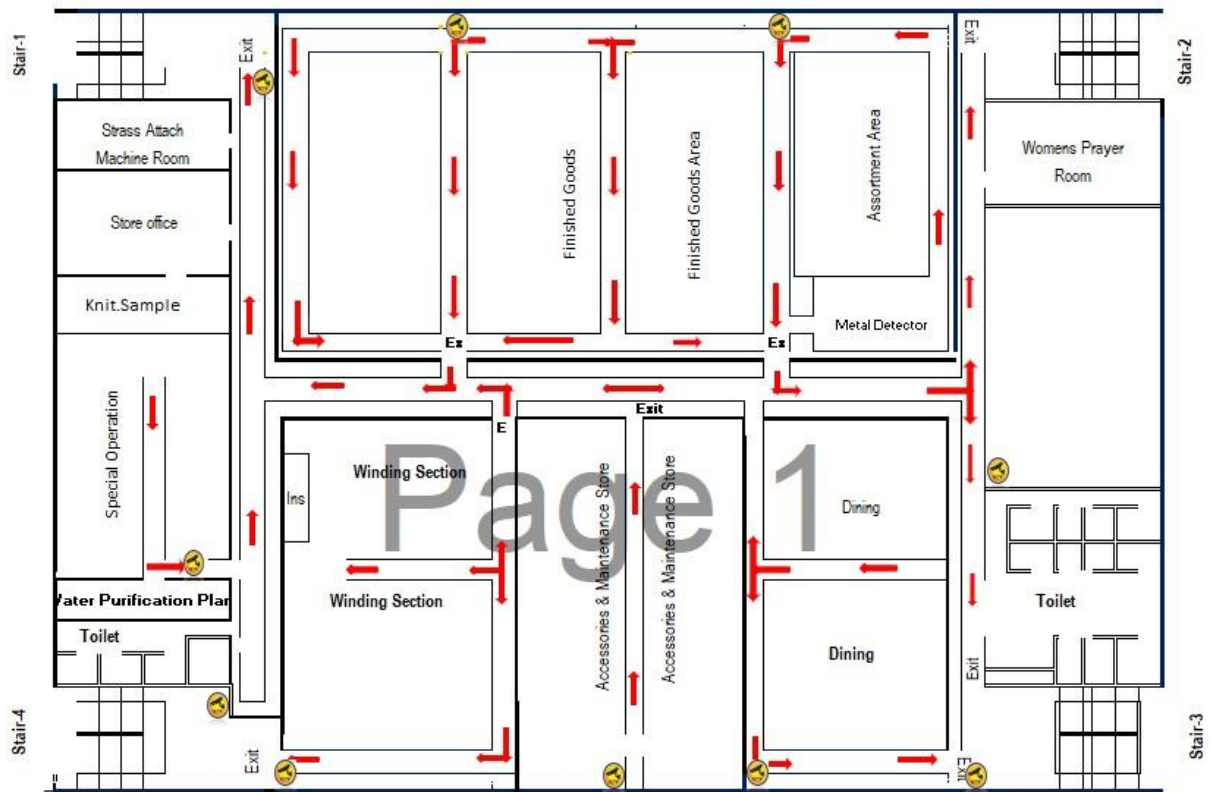 Stair-1
Exit
Exit
Stair-2
Strass Attach
Machine Room
Womens Prayer
Room
Store office
Finished Goods
Finished Goods Area
Assortment Area
Knit.Sample
Metal Detector
Ex
Ex
Exit
E
Special Operation
Winding Section
Ins
Page 1
Accessories & Maintenance Store
Accessories & Maintenance Store
Dining
Winding Section
Water Purification Plan
Toilet
Toilet
Dining
Exit
Stair-4
Exit
Exit
Stair-3